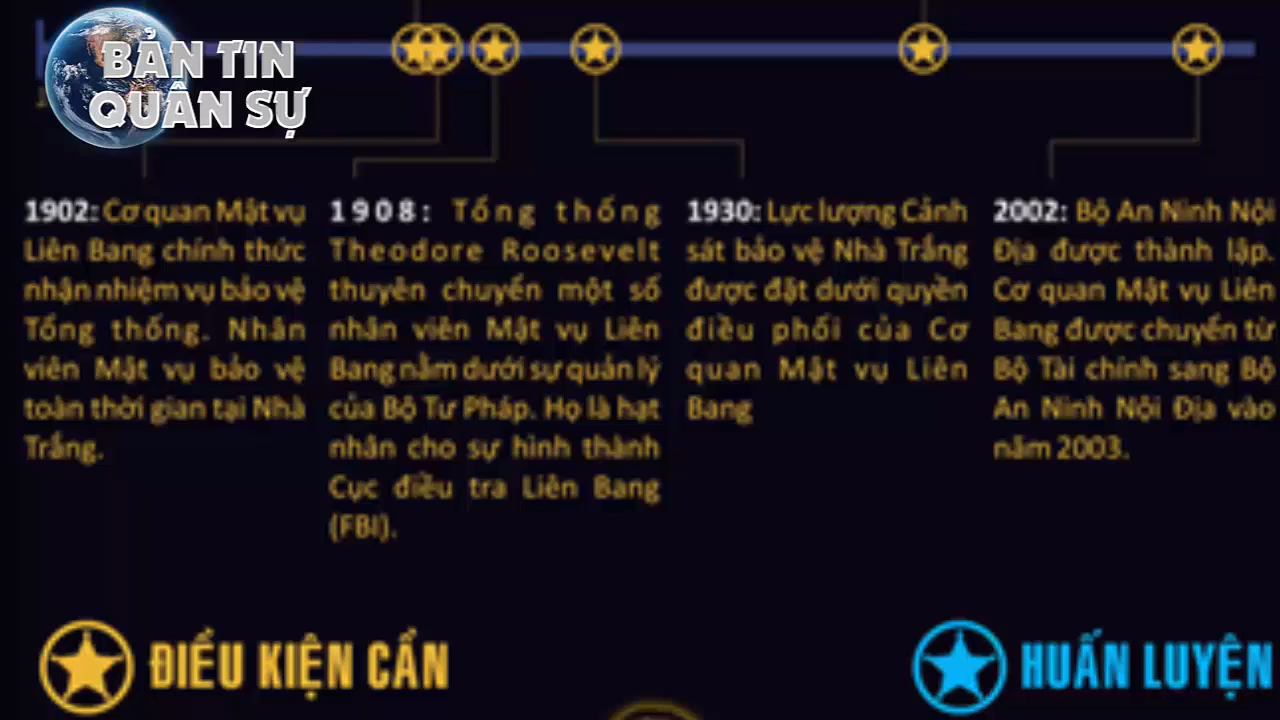 BẢN TIN
QUÂN SỰ
1902: Cơ quan Mật vụ
Liên Bang chính thức
nhận nhiệm vụ bảo vệ
Tổng thống. Nhân
viên Mật vụ bảo vệ
toàn thời gian tại Nhà
Trắng.
1908: Tổng thống
Theodore Roosevelt
thuyên chuyển một số
nhân viên Mật vụ Liên
Bang nằm dưới sự quản lý
của Bộ Tư Pháp. Họ là hạt
nhân cho sự hình thành
Cục điều tra Liên Bang
(FBI).
1930: Lực lượng Cảnh
sát bảo vệ Nhà Trắng
được đặt dưới quyền
điều phối của Cơ
quan Mật vụ Liên
Bang
2002: Bộ An Ninh Nội
Địa được thành lập.
Cơ quan Mật vụ Liên
Bang được chuyển từ
Bộ Tài chính sang Bộ
An Ninh Nội Địa vào
năm 2003.
ĐIỀU KIỆN CẦN
HUẤN LUYỆN